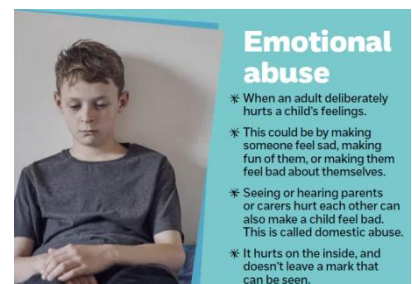 Emotional
abuse
* When an adult deliberately
hurts a child's feelings.
* This could be by making
someone feel sad, making
fun of them, or making them
feel bad about themselves.
* Seeing or hearing parents
or carers hurt each other can
also make a child feel bad.
This is called domestic abuse.
* It hurts on the inside, and
doesn't leave a mark that
can be seen.